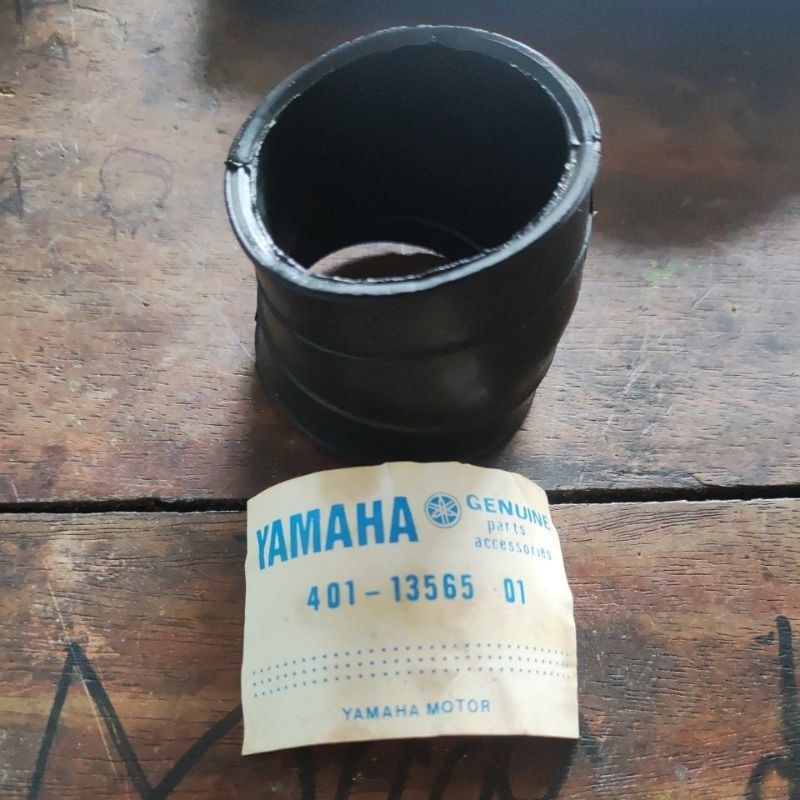 YAMAHA GENUINE
parts
accessories
401-13565 01
YAMAHA MOTOR